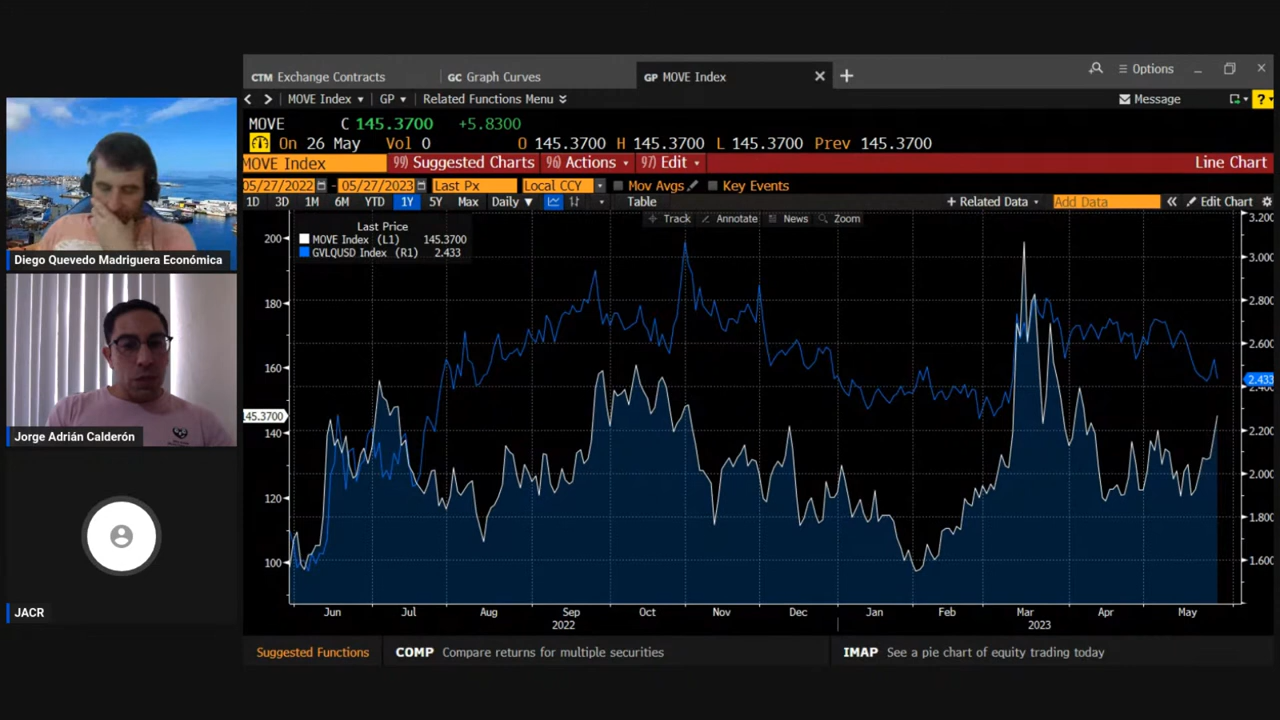 CTM Exchange Contracts
GC Graph Curves
GP MOVE Index
Options
MOVE Index
GP
Related Functions Menu
Message
MOVE C 145.3700 +5.8300
On 26 May Vol 0 O 145.3700 H 145.3700 L 145.3700 Prev 145.3700
MOVE Index 99) Suggested Charts 96) Actions 97) Edit Line Chart
05/27/2022 - 05/27/2023 Last Px Local CCY Mov Avgs Key Events
1D 3D 1M 6M YTD 1Y 5Y Max Daily Table + Related Data Add Data Edit Chart
Track Annotate News Zoom
Last Price
MOVE Index (L1) 145.3700
GVLQUSD Index (R1) 2.433
200
180
160
145.3700
140
120
100
3.200
3.000
2.800
2.600
2.433
2.400
2.200
2.000
1.800
1.600
Jun Jul Aug Sep Oct Nov Dec Jan Feb Mar Apr May
2022 2023
Suggested Functions COMP Compare returns for multiple securities IMAP See a pie chart of equity trading today
Diego Quevedo Madriguera Económica
Jorge Adrián Calderón
JACR